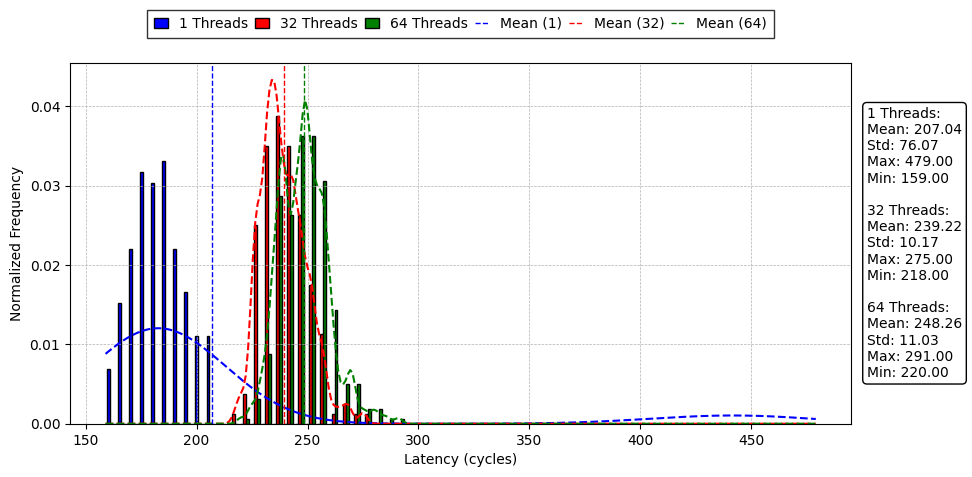 1 Threads 32 Threads 64 Threads Mean (1) Mean (32) Mean (64)
0.04
0.03
0.02
0.01
0.00
Normalized Frequency
150 200 250 300 350 400 450
Latency (cycles)
1 Threads:
Mean: 207.04
Std: 76.07
Max: 479.00
Min: 159.00
32 Threads:
Mean: 239.22
Std: 10.17
Max: 275.00
Min: 218.00
64 Threads:
Mean: 248.26
Std: 11.03
Max: 291.00
Min: 220.00